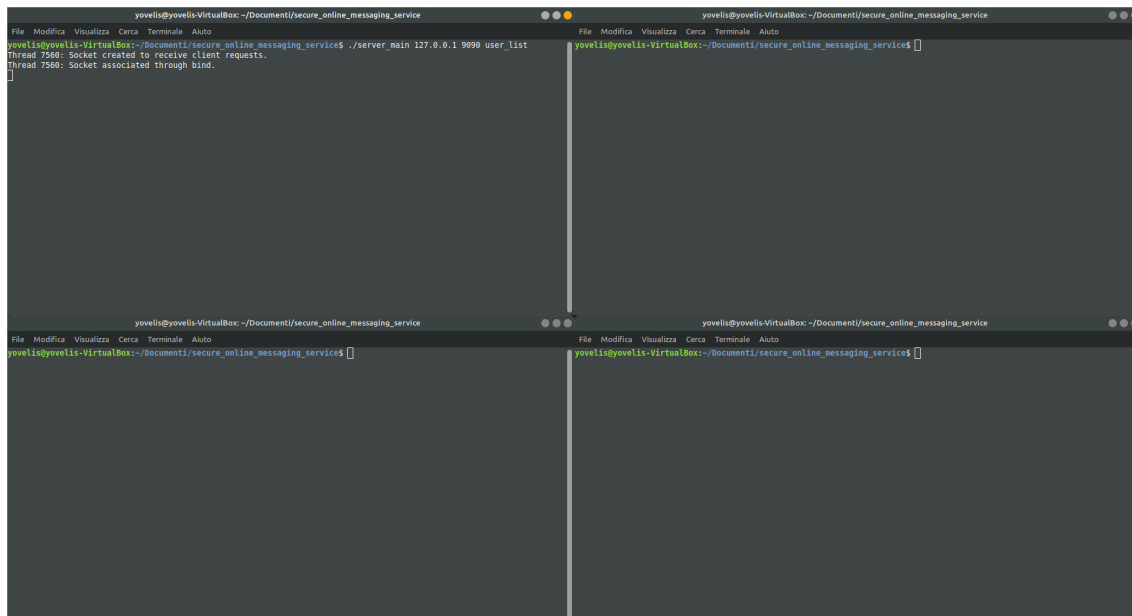 yovelis@yovelis-VirtualBox: ~/Documenti/secure_online_messaging_service
File Modifica Visualizza Cerca Terminale Aiuto
yovelis@yovelis-VirtualBox:~/Documenti/secure_online_messaging_service$ ./server_main 127.0.0.1 9090 user_list
Thread 7560: Socket created to receive client requests.
Thread 7560: Socket associated through bind.
yovelis@yovelis-VirtualBox: ~/Documenti/secure_online_messaging_service
File Modifica Visualizza Cerca Terminale Aiuto
yovelis@yovelis-VirtualBox:~/Documenti/secure_online_messaging_service$
yovelis@yovelis-VirtualBox: ~/Documenti/secure_online_messaging_service
File Modifica Visualizza Cerca Terminale Aiuto
yovelis@yovelis-VirtualBox:~/Documenti/secure_online_messaging_service$
yovelis@yovelis-VirtualBox: ~/Documenti/secure_online_messaging_service
File Modifica Visualizza Cerca Terminale Aiuto
yovelis@yovelis-VirtualBox:~/Documenti/secure_online_messaging_service$